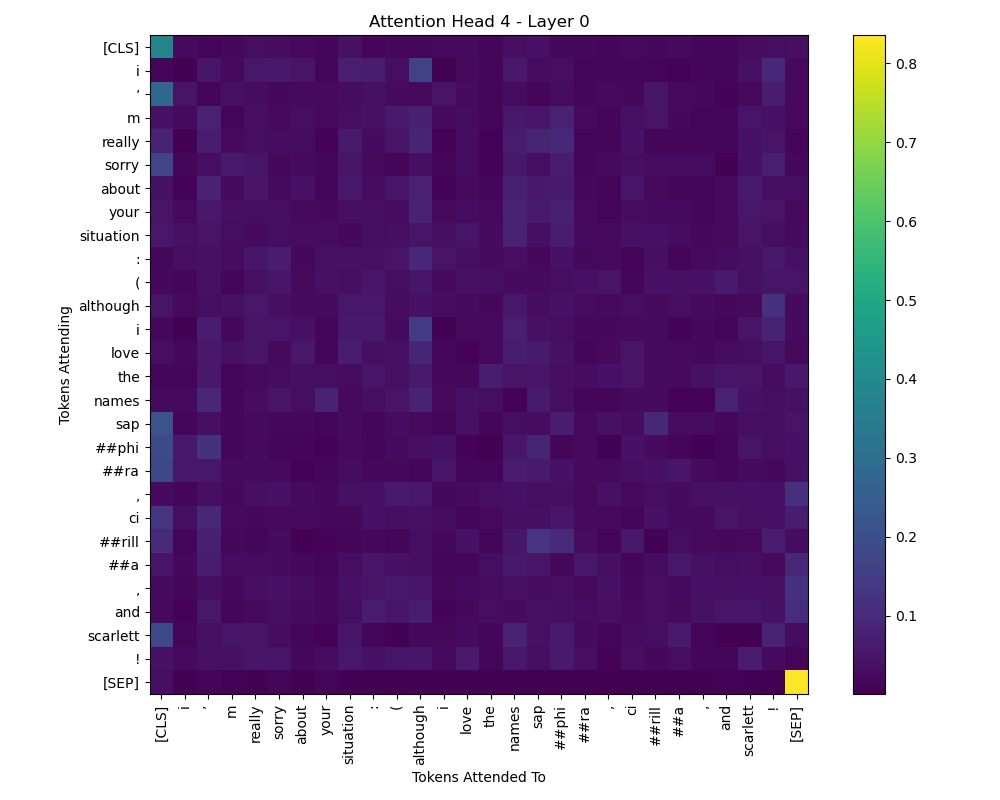 Attention Head 4 - Layer 0
Tokens Attending
[CLS]
i
'
m
really
sorry
about
your
situation
:
(
although
i
love
the
names
sap
##phi
##ra
,
ci
##rill
##a
,
and
scarlett
!
[SEP]
[CLS]
i
'
m
really
sorry
about
your
situation
:
(
although
i
love
the
names
sap
##phi
##ra
,
ci
##rill
##a
,
and
scarlett
!
[SEP]
Tokens Attended To
0.8
0.7
0.6
0.5
0.4
0.3
0.2
0.1